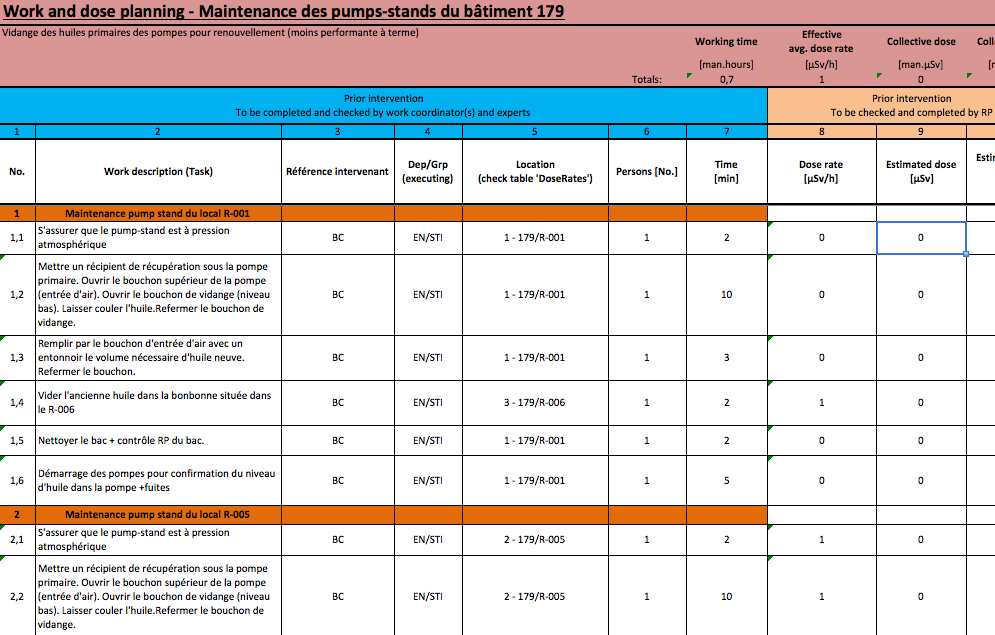 Work and dose planning - Maintenance des pumps-stands du bâtiment 179
Vidange des huiles primaires des pompes pour renouvellement (moins performante à terme)
Working time
Effective
avg. dose rate
Collective dose
[man.hours]
[µSv/h]
[man.µSv]
Totals:
0,7
1
0
Prior intervention
To be completed and checked by work coordinator(s) and experts
Prior intervention
To be checked and completed by RP
1 2 3 4 5 6 7 8 9
No.
Work description (Task)
Référence intervenant
Dep/Grp
(executing)
Location
(check table 'DoseRates')
Persons [No.]
Time
[min]
Dose rate
[µSv/h]
Estimated dose
[µSv]
1 Maintenance pump stand du local R-001
1,1
S'assurer que le pump-stand est à pression
atmosphérique
BC EN/STI 1 - 179/R-001 1 2 0 0
1,2
Mettre un récipient de récupération sous la pompe
primaire. Ouvrir le bouchon supérieur de la pompe
(entrée d'air). Ouvrir le bouchon de vidange (niveau
bas). Laisser couler l'huile.Refermer le bouchon de
vidange.
BC EN/STI 1 - 179/R-001 1 10 0 0
1,3
Remplir par le bouchon d'entrée d'air avec un
entonnoir le volume nécessaire d'huile neuve.
Refermer le bouchon.
BC EN/STI 1 - 179/R-001 1 3 0 0
1,4
Vider l'ancienne huile dans la bonbonne située dans
le R-006
BC EN/STI 3 - 179/R-006 1 2 1 0
1,5 Nettoyer le bac + contrôle RP du bac. BC EN/STI 1 - 179/R-001 1 2 0 0
1,6
Démarrage des pompes pour confirmation du niveau
d'huile dans la pompe +fuites
BC EN/STI 1 - 179/R-001 1 5 0 0
2 Maintenance pump stand du local R-005
2,1
S'assurer que le pump-stand est à pression
atmosphérique
BC EN/STI 2 - 179/R-005 1 2 1 0
2,2
Mettre un récipient de récupération sous la pompe
primaire. Ouvrir le bouchon supérieur de la pompe
(entrée d'air). Ouvrir le bouchon de vidange (niveau
bas). Laisser couler l'huile.Refermer le bouchon de
vidange.
BC EN/STI 2 - 179/R-005 1 10 1 0